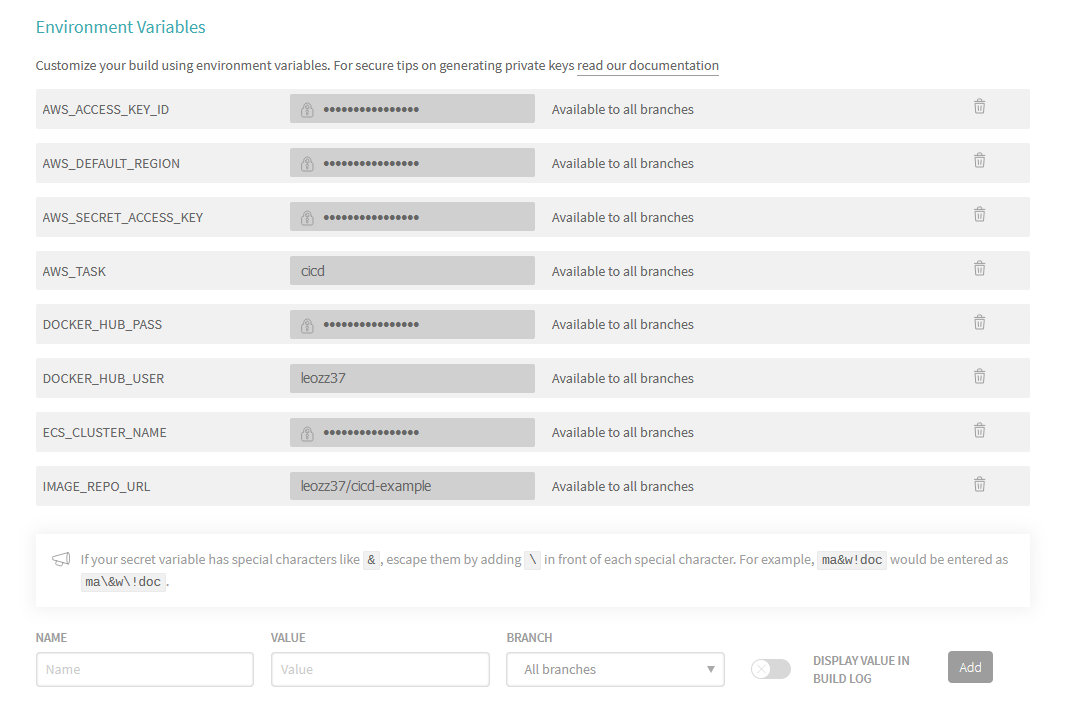 Environment Variables
Customize your build using environment variables. For secure tips on generating private keys read our documentation
AWS_ACCESS_KEY_ID •••••••••••••••• Available to all branches
AWS_DEFAULT_REGION •••••••••••••••• Available to all branches
AWS_SECRET_ACCESS_KEY •••••••••••••••• Available to all branches
AWS_TASK cicd Available to all branches
DOCKER_HUB_PASS •••••••••••••••• Available to all branches
DOCKER_HUB_USER leozz37 Available to all branches
ECS_CLUSTER_NAME •••••••••••••••• Available to all branches
IMAGE_REPO_URL leozz37/cicd-example Available to all branches
If your secret variable has special characters like &, escape them by adding \ in front of each special character. For example, ma&w!doc would be entered as
ma\&w\!doc.
NAME VALUE BRANCH
Name Value All branches DISPLAY VALUE IN Add
BUILD LOG